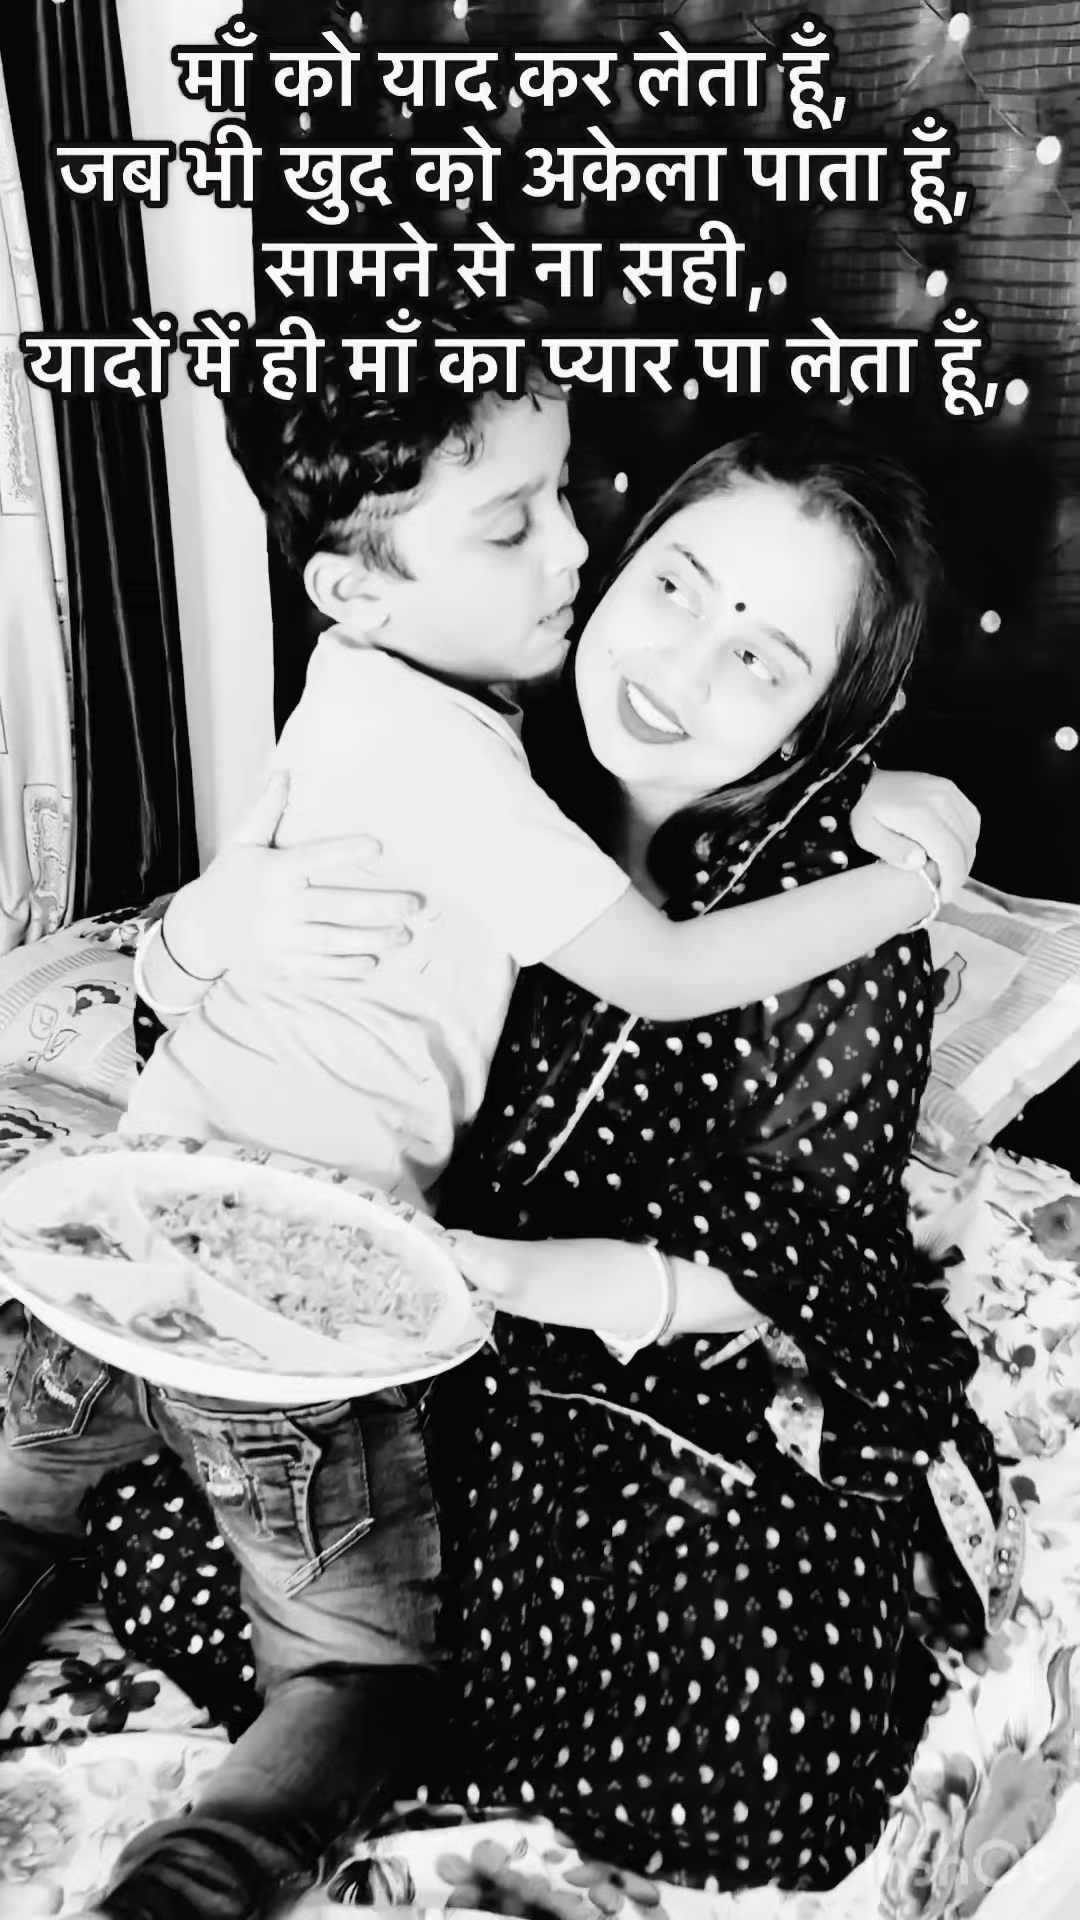 माँ को याद कर लेता हूँ,
जब भी खुद को अकेला पाता हूँ,
सामने से ना सही,
यादों में ही माँ का प्यार पा लेता हूँ,